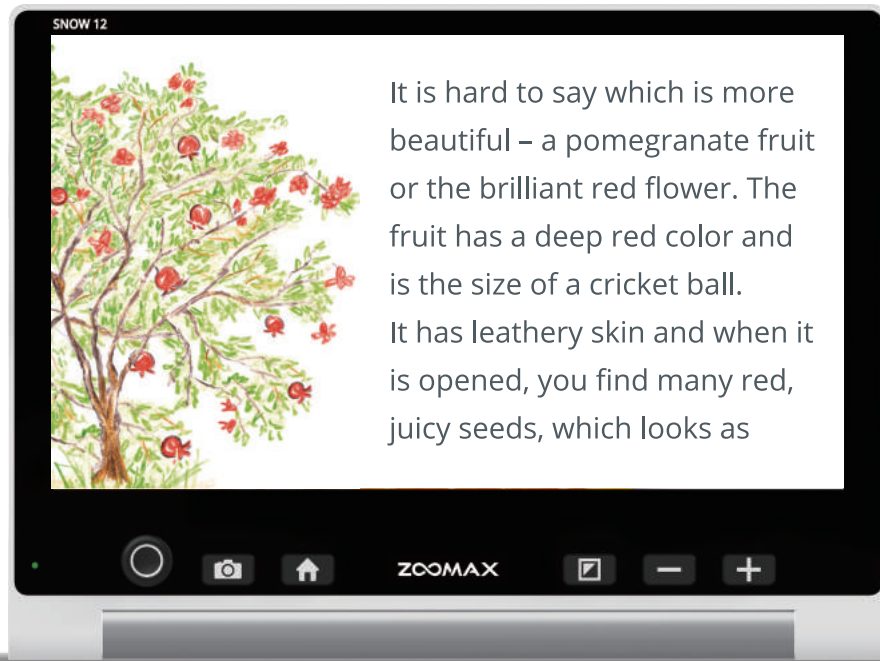 SNOW 12
It is hard to say which is more
beautiful – a pomegranate fruit
or the brilliant red flower. The
fruit has a deep red color and
is the size of a cricket ball.
It has leathery skin and when it
is opened, you find many red,
juicy seeds, which looks as
ZOOMAX